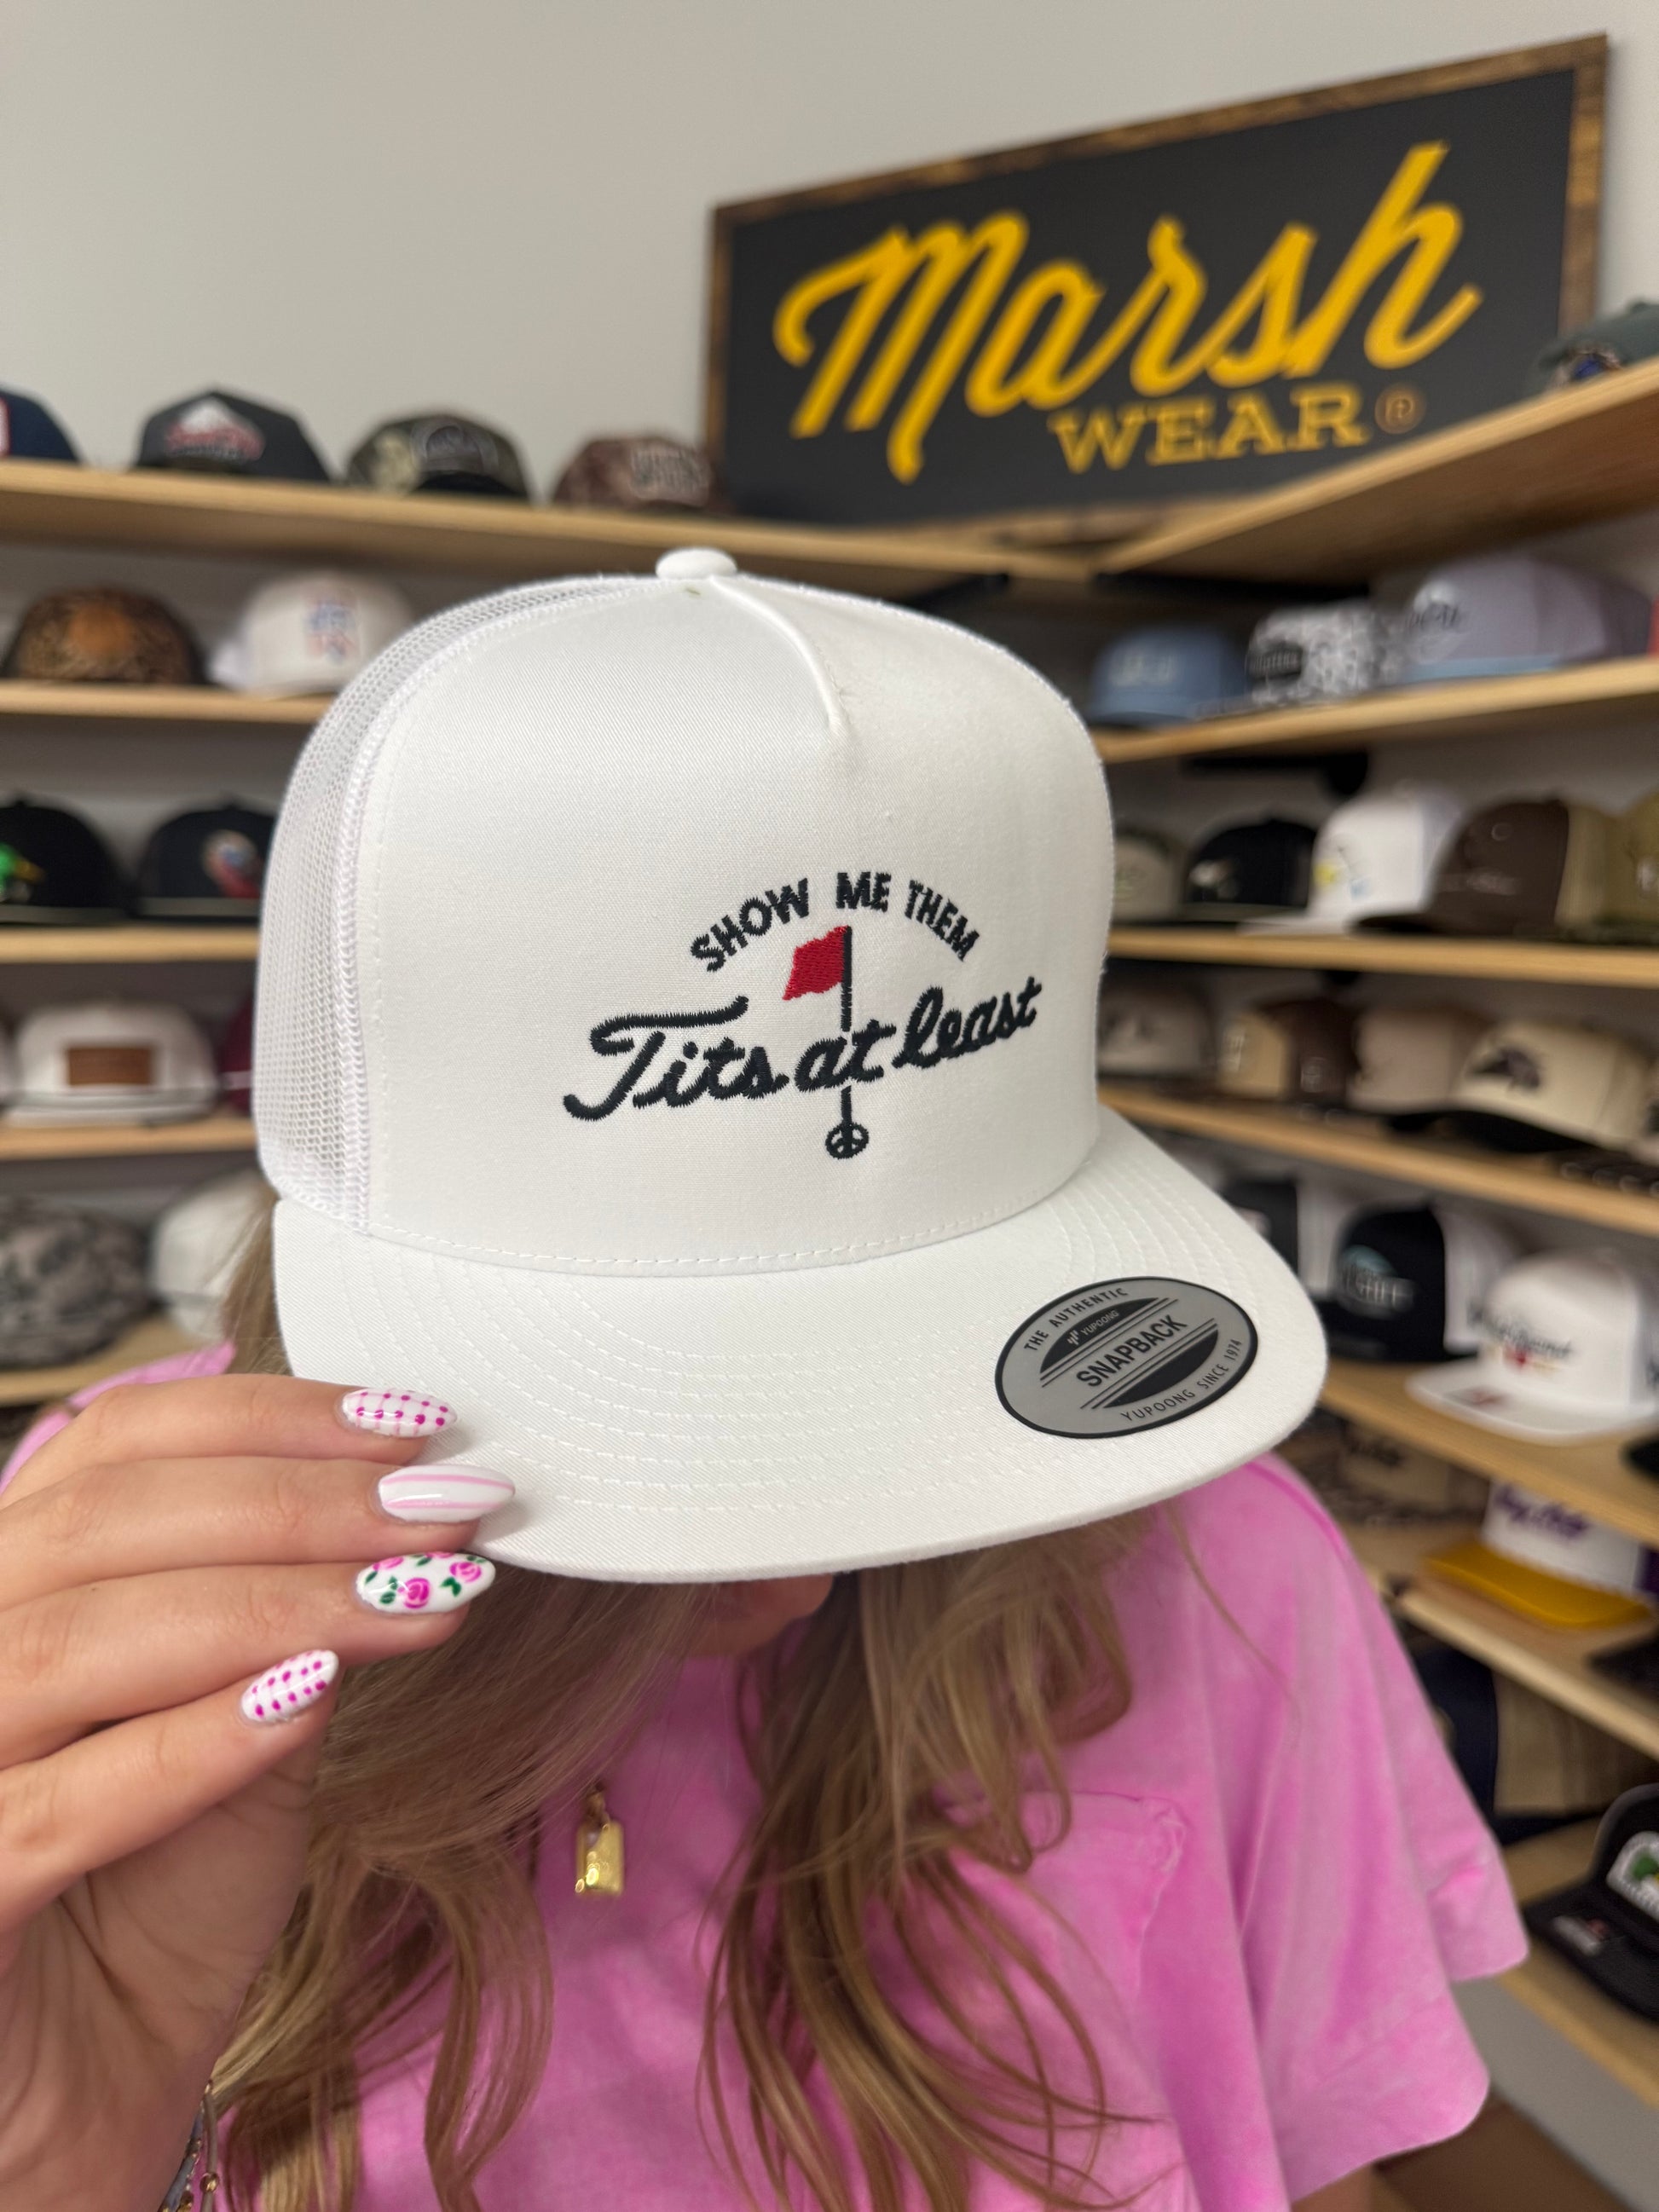 Marsh
WEAR®
SHOW ME THEM
Tits at least
THE AUTHENTIC
YUPOONG
SNAPBACK
YUPOONG SINCE 1974